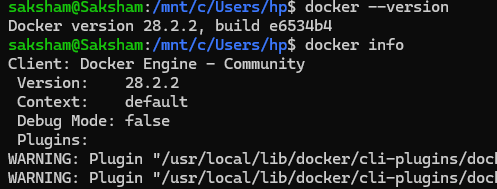 saksham@Saksham:/mnt/c/Users/hp$ docker --version
Docker version 28.2.2, build e6534b4
saksham@Saksham:/mnt/c/Users/hp$ docker info
Client: Docker Engine - Community
 Version:    28.2.2
 Context:    default
 Debug Mode: false
 Plugins:
WARNING: Plugin "/usr/local/lib/docker/cli-plugins/doc
WARNING: Plugin "/usr/local/lib/docker/cli-plugins/doc